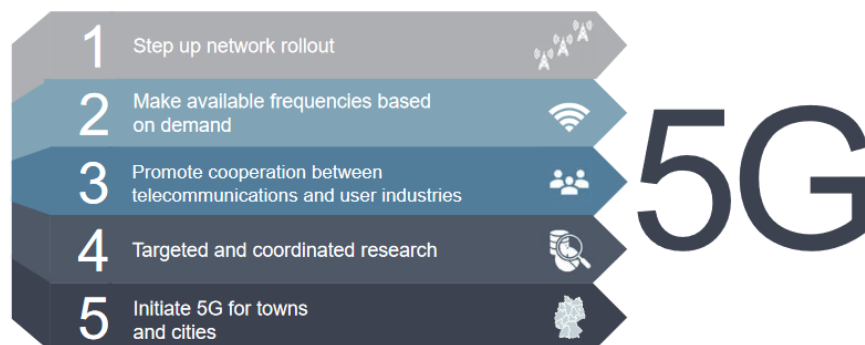 1
Step up network rollout
2
Make available frequencies based
on demand
3
Promote cooperation between
telecommunications and user industries
4
Targeted and coordinated research
5
Initiate 5G for towns
and cities
5G